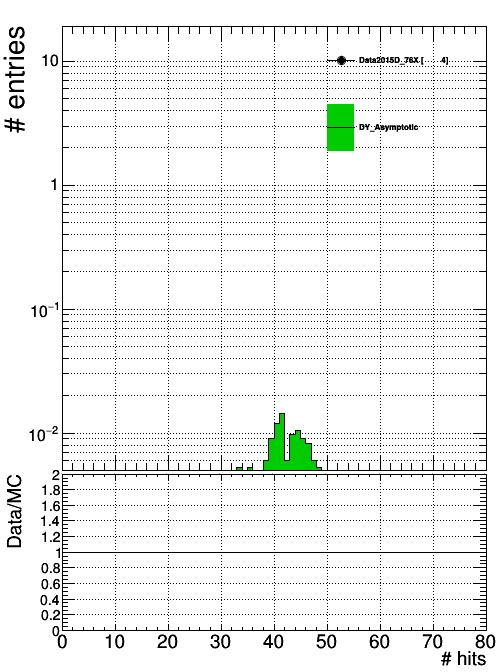 # entries
10
Data2015D_76X [ 4]
DY_Asymptotic
1
10⁻¹
10⁻²
Data/MC
2
1.8
1.6
1.4
1.2
1
0.8
0.6
0.4
0.2
0
0 10 20 30 40 50 60 70 80
# hits